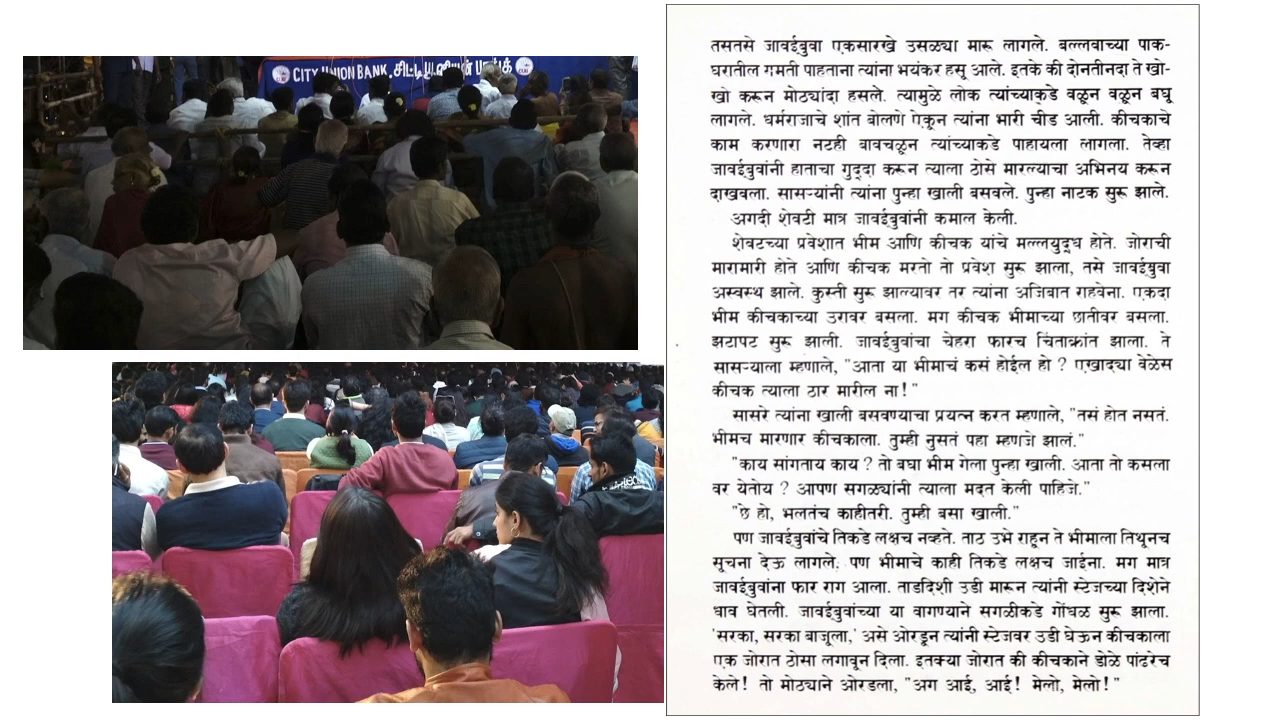 CITY UNION BANK, சிட்டி யூனியன் பாங்க்
तसतसे जावईबुवा एकसारखे उसळ्या मारू लागले. बल्लवाच्या पाक-
घरातील गमती पाहताना त्यांना भयंकर हसू आले. इतके की दोनतीनदा ते खो-
खो करून मोठ्यांदा हसले. त्यामुळे लोक त्यांच्याकडे वळून वळून बघू
लागले. धर्मराजाचे शांत बोलणे ऐकून त्यांना भारी चीड आली. कीचकाचे
काम करणारा नटही बावचळून त्यांच्याकडे पाहायला लागला. तेव्हा
जावईबुवांनी हाताचा गुद्दा करून त्याला ठोसे मारल्याचा अभिनय करून
दाखवला. सासऱ्यांनी त्यांना पुन्हा खाली बसवले. पुन्हा नाटक सुरू झाले.
अगदी शेवटी मात्र जावईबुवांनी कमाल केली.
शेवटच्या प्रवेशात भीम आणि कीचक यांचे मल्लयुद्ध होते. जोराची
मारामारी होते आणि कीचक मरतो तो प्रवेश सुरू झाला, तसे जावईबुवा
अस्वस्थ झाले. कुस्ती सुरू झाल्यावर तर त्यांना अजिबात राहवेना. एकदा
भीम कीचकाच्या उरावर बसला. मग कीचक भीमाच्या छातीवर बसला.
झटापट सुरू झाली. जावईबुवांचा चेहरा फारच चिंताक्रांत झाला. ते
सासऱ्याला म्हणाले, "आता या भीमाचं कसं होईल हो ? एखाद्या वेळेस
कीचक त्याला ठार मारील ना!"
सासरे त्यांना खाली बसवण्याचा प्रयत्न करत म्हणाले, "तसं होत नसतं.
भीमच मारणार कीचकाला. तुम्ही नुसतं पहा म्हणजे झालं."
"काय सांगताय काय ? तो बघा भीम गेला पुन्हा खाली. आता तो कसला
वर येतोय ? आपण सगळ्यांनी त्याला मदत केली पाहिजे."
"छे हो, भलतंच काहीतरी. तुम्ही बसा खाली."
पण जावईबुवांचे तिकडे लक्षच नव्हते. ताठ उभे राहून ते भीमाला तिथूनच
सूचना देऊ लागले. पण भीमाचे काही तिकडे लक्षच जाईना. मग मात्र
जावईबुवांना फार राग आला. ताडदिशी उडी मारून त्यांनी स्टेजच्या दिशेने
धाव घेतली. जावईबुवांच्या या वागण्याने सगळीकडे गोंधळ सुरू झाला.
'सरका, सरका बाजूला,' असे ओरडून त्यांनी स्टेजवर उडी घेऊन कीचकाला
एक जोरात ठोसा लगावून दिला. इतक्या जोरात की कीचकाने डोळे पांढरेच
केले! तो मोठ्याने ओरडला, "अग आई, आई! मेलो, मेलो!"